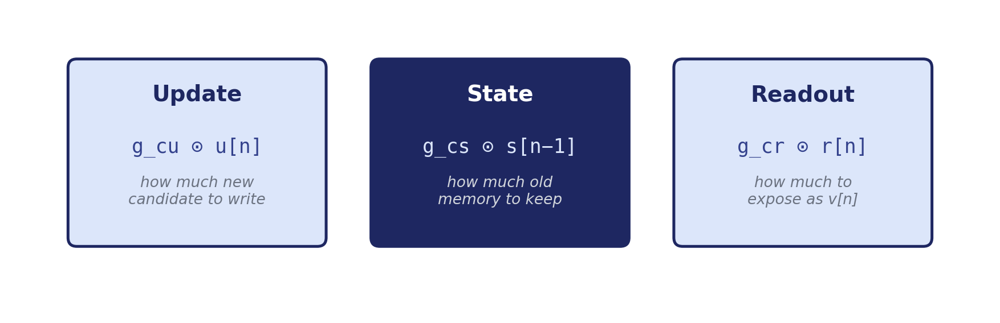 Update
g_cu ⊙ u[n]
how much new
candidate to write
State
g_cs ⊙ s[n−1]
how much old
memory to keep
Readout
g_cr ⊙ r[n]
how much to
expose as v[n]